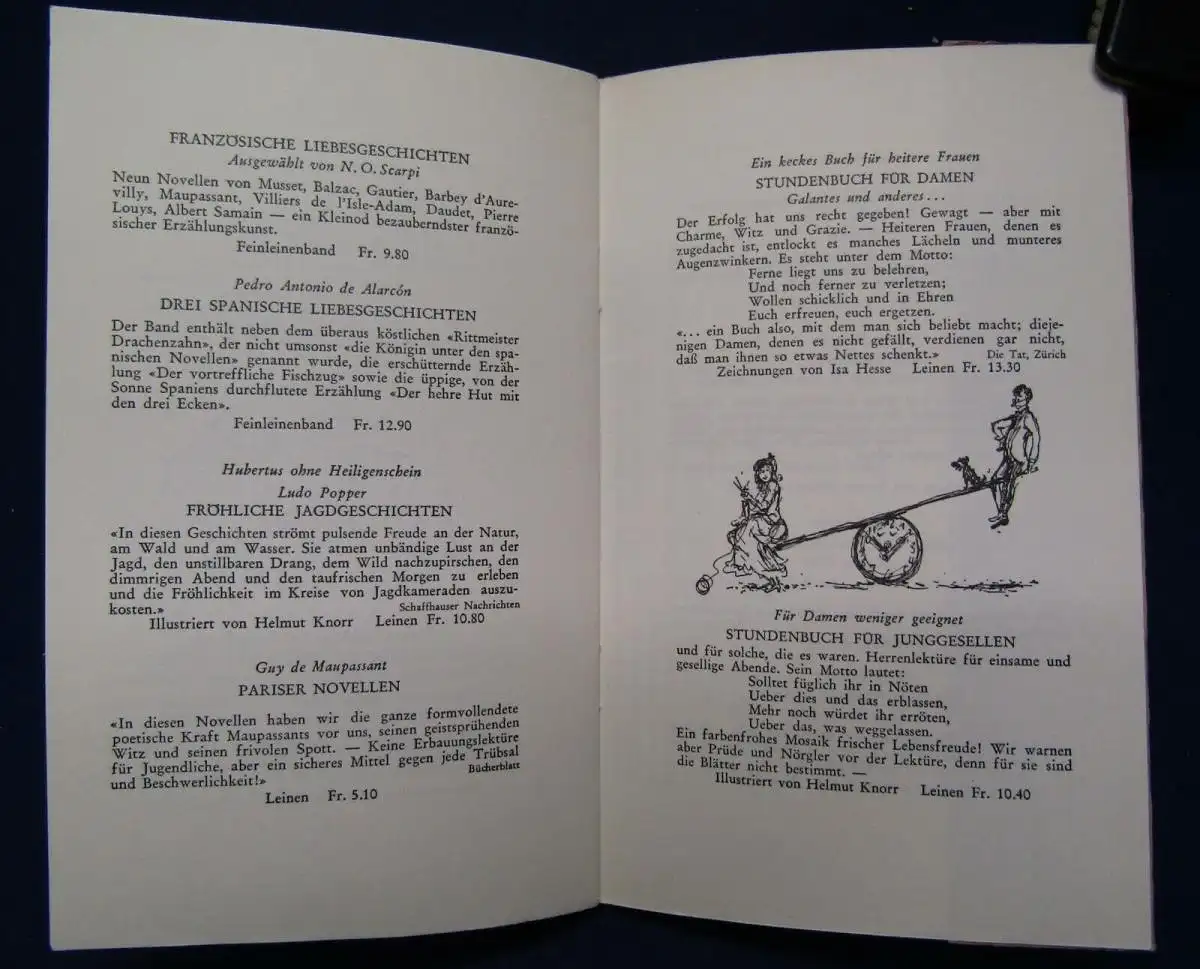 FRANZÖSISCHE LIEBESGESCHICHTEN
Ausgewählt von N. O. Scarpi
Neun Novellen von Musset, Balzac, Gautier, Barbey d'Aure-
villy, Maupassant, Villiers de l'Isle-Adam, Daudet, Pierre
Louys, Albert Samain — ein Kleinod bezauberndster franzö-
sischer Erzählungskunst.
Feinleinenband Fr. 9.80
Pedro Antonio de Alarcón
DREI SPANISCHE LIEBESGESCHICHTEN
Der Band enthält neben dem überaus köstlichen «Rittmeister
Drachenzahn», der nicht umsonst «die Königin unter den spa-
nischen Novellen» genannt wurde, die erschütternde Erzäh-
lung «Der vortreffliche Fischzug» sowie die üppige, von der
Sonne Spaniens durchflutete Erzählung «Der hehre Hut mit
den drei Ecken».
Feinleinenband Fr. 12.90
Hubertus ohne Heiligenschein
Ludo Popper
FRÖHLICHE JAGDGESCHICHTEN
«In diesen Geschichten strömt pulsende Freude an der Natur,
am Wald und am Wasser. Sie atmen unbändige Lust an der
Jagd, den unstillbaren Drang, dem Wild nachzupirschen, den
dimmrigen Abend und den taufrischen Morgen zu erleben
und die Fröhlichkeit im Kreise von Jagdkameraden auszu-
kosten.» Schaffhauser Nachrichten
Illustriert von Helmut Knorr Leinen Fr. 10.80
Guy de Maupassant
PARISER NOVELLEN
«In diesen Novellen haben wir die ganze formvollendete
poetische Kraft Maupassants vor uns, seinen geistsprühenden
Witz und seinen frivolen Spott. — Keine Erbauungslektüre
für Jugendliche, aber ein sicheres Mittel gegen jede Trübsal
und Beschwerlichkeit!» Bücherblatt
Leinen Fr. 5.10
Ein keckes Buch für heitere Frauen
STUNDENBUCH FÜR DAMEN
Galantes und anderes...
Der Erfolg hat uns recht gegeben! Gewagt — aber mit
Charme, Witz und Grazie. — Heiteren Frauen, denen es
zugedacht ist, entlockt es manches Lächeln und munteres
Augenzwinkern. Es steht unter dem Motto:
Ferne liegt uns zu belehren,
Und noch ferner zu verletzen;
Wollen schicklich und in Ehren
Euch erfreuen, euch ergetzen.
«... ein Buch also, mit dem man sich beliebt macht; dieje-
nigen Damen, denen es nicht gefällt, verdienen gar nicht,
daß man ihnen so etwas Nettes schenkt.» Die Tat, Zürich
Zeichnungen von Isa Hesse Leinen Fr. 13.30
Für Damen weniger geeignet
STUNDENBUCH FÜR JUNGGESELLEN
und für solche, die es waren. Herrenlektüre für einsame und
gesellige Abende. Sein Motto lautet:
Solltet füglich ihr in Nöten
Ueber dies und das erblassen,
Mehr noch würdet ihr erröten,
Ueber das, was weggelassen.
Ein farbenfrohes Mosaik frischer Lebensfreude! Wir warnen
aber Prüde und Nörgler vor der Lektüre, denn für sie sind
die Blätter nicht bestimmt. —
Illustriert von Helmut Knorr Leinen Fr. 10.40